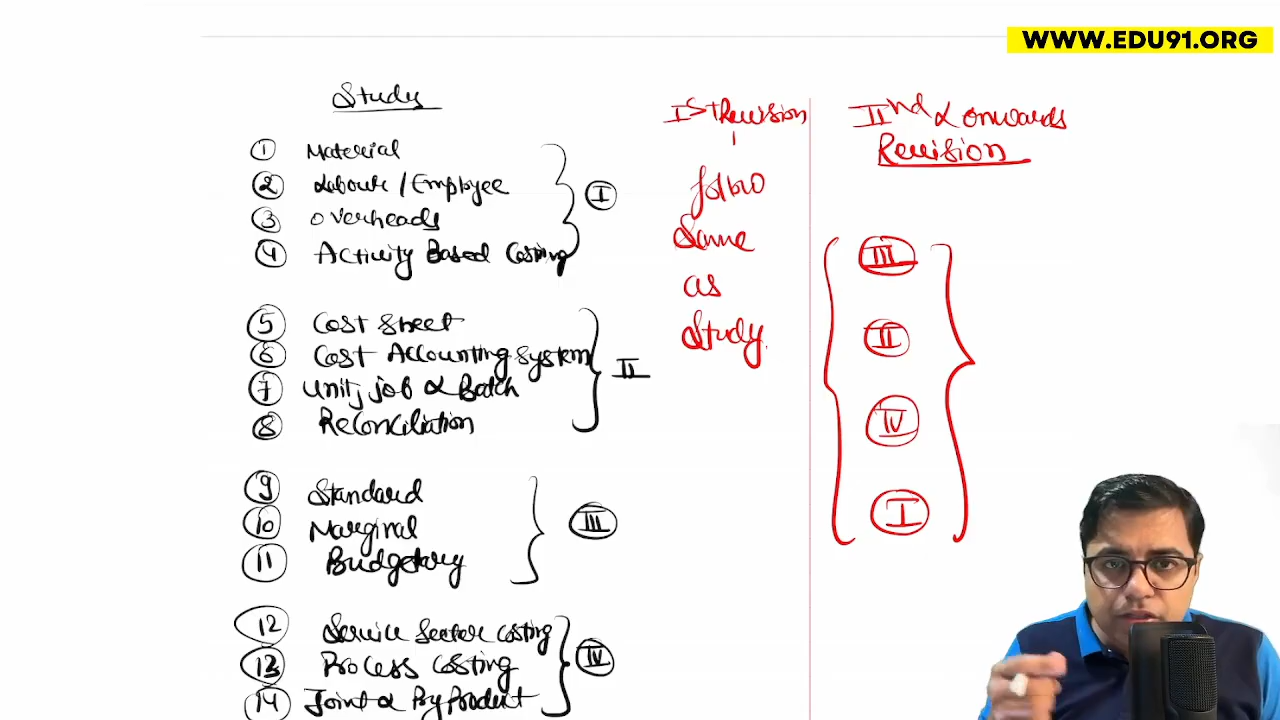 WWW.EDU91.ORG
Study
1 Material
2 Labour / Employee
3 overheads
4 Activity Based Costing
I
5 Cost Sheet
6 Cost Accounting System
7 Unit, job & Batch
8 Reconciliation
II
9 Standard
10 Marginal
11 Budgetary
III
12 Service Sector Costing
13 Process Costing
14 Joint & By Product
IV
Ist Revision
follow
Same
as
Study.
IInd & onwards
Revision
III
II
IV
I